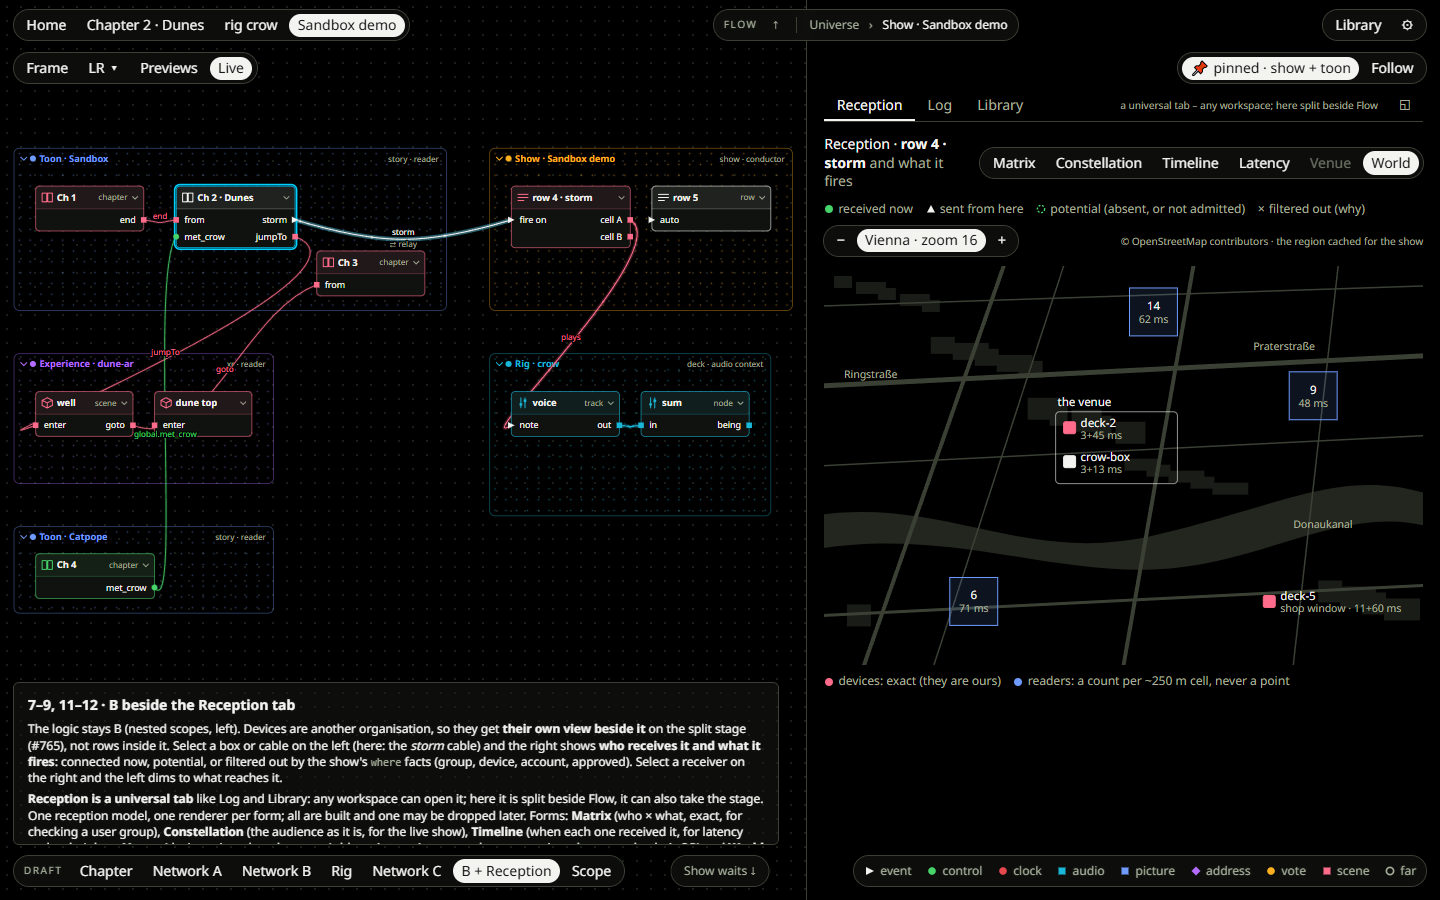 Home Chapter 2 · Dunes rig crow Sandbox demo
FLOW ↑ Universe › Show · Sandbox demo
Library ⚙
Frame LR ▾ Previews Live
📌 pinned · show + toon Follow
Reception Log Library
a universal tab – any workspace; here split beside Flow
Reception · row 4 ·
storm and what it
fires
Matrix Constellation Timeline Latency Venue World
received now sent from here potential (absent, or not admitted) × filtered out (why)
− Vienna · zoom 16 +
© OpenStreetMap contributors · the region cached for the show
Toon · Sandbox story · reader
Ch 1 chapter
end
end
Ch 2 · Dunes
from storm
met_crow jumpTo
Ch 3 chapter
from
storm
⇄ relay
Show · Sandbox demo show · conductor
row 4 · storm
fire on cell A
cell B
row 5 row
auto
jumpTo
goto
plays
Experience · dune-ar xr · reader
well scene
enter goto
dune top
enter
global.met_crow
Rig · crow deck · audio context
voice track
note out
sum node
in being
Toon · Catpope story · reader
Ch 4 chapter
met_crow
14
62 ms
Praterstraße
Ringstraße
9
48 ms
the venue
deck-2
3+45 ms
crow-box
3+13 ms
Donaukanal
6
71 ms
deck-5
shop window · 11+60 ms
devices: exact (they are ours) readers: a count per ~250 m cell, never a point
7–9, 11–12 · B beside the Reception tab
The logic stays B (nested scopes, left). Devices are another organisation, so they get their own view beside it on the split stage
(#765), not rows inside it. Select a box or cable on the left (here: the storm cable) and the right shows who receives it and what it
fires: connected now, potential, or filtered out by the show's where facts (group, device, account, approved). Select a receiver on
the right and the left dims to what reaches it.
Reception is a universal tab like Log and Library: any workspace can open it; here it is split beside Flow, it can also take the stage.
One reception model, one renderer per form; all are built and one may be dropped later. Forms: Matrix (who × what, exact, for
checking a user group), Constellation (the audience as it is, for the live show), Timeline (when each one received it, for latency
DRAFT Chapter Network A Network B Rig Network C B + Reception Scope
Show waits ↓
event control clock audio picture address vote scene far